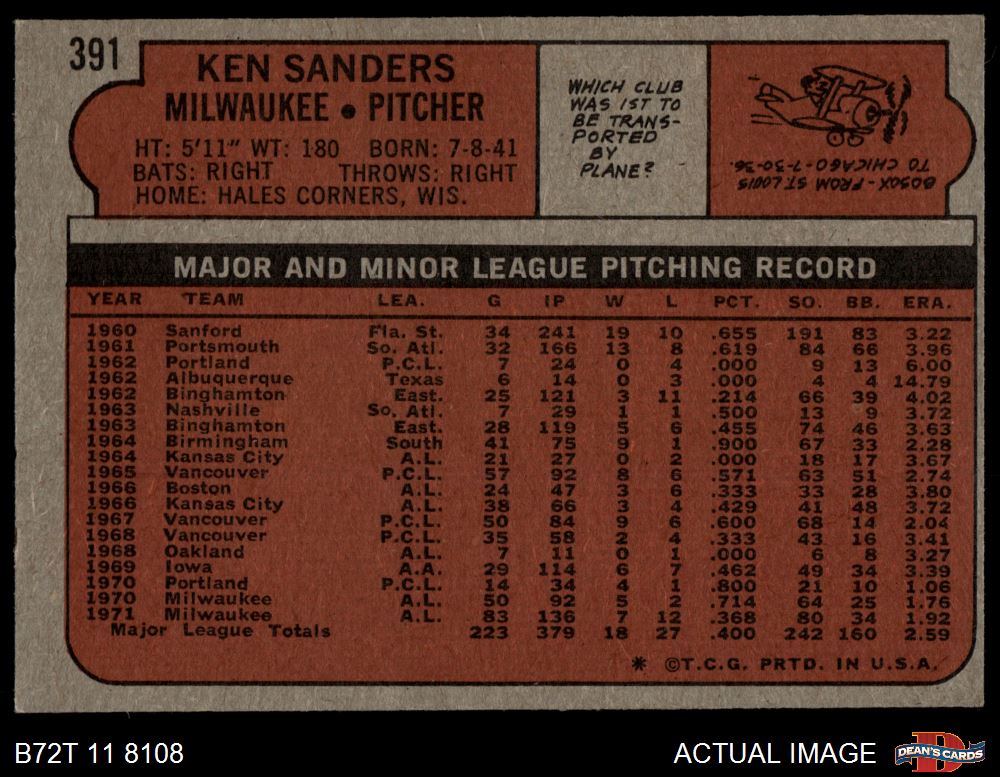 391
KEN SANDERS
MILWAUKEE • PITCHER
HT: 5'11" WT: 180 BORN: 7-8-41
BATS: RIGHT THROWS: RIGHT
HOME: HALES CORNERS, WIS.
WHICH CLUB
WAS 1ST TO
BE TRANS-
PORTED
BY
PLANE?
BOSOX-FROM ST. LOUIS
TO CHICAGO-7-30-36.
MAJOR AND MINOR LEAGUE PITCHING RECORD
YEAR TEAM LEA. G IP W L PCT. SO. BB. ERA.
1960 Sanford Fla. St. 34 241 19 10 .655 191 83 3.22
1961 Portsmouth So. Atl. 32 166 13 8 .619 84 66 3.96
1962 Portland P.C.L. 7 24 0 4 .000 9 13 6.00
1962 Albuquerque Texas 6 14 0 3 .000 4 4 14.79
1962 Binghamton East. 25 121 3 11 .214 66 39 4.02
1963 Nashville So. Atl. 7 29 1 1 .500 13 9 3.72
1963 Binghamton East. 28 119 5 6 .455 74 46 3.63
1964 Birmingham South 41 75 9 1 .900 67 33 2.28
1964 Kansas City A.L. 21 27 0 2 .000 18 17 3.67
1965 Vancouver P.C.L. 57 92 8 6 .571 63 51 2.74
1966 Boston A.L. 24 47 3 6 .333 33 28 3.80
1966 Kansas City A.L. 38 66 3 4 .429 41 48 3.72
1967 Vancouver P.C.L. 50 84 9 6 .600 68 14 2.04
1968 Vancouver P.C.L. 35 58 2 4 .333 43 16 3.41
1968 Oakland A.L. 7 11 0 1 .000 6 8 3.27
1969 Iowa A.A. 29 114 6 7 .462 49 34 3.39
1970 Portland P.C.L. 14 34 4 1 .800 21 10 1.06
1970 Milwaukee A.L. 50 92 5 2 .714 64 25 1.76
1971 Milwaukee A.L. 83 136 7 12 .368 80 34 1.92
Major League Totals 223 379 18 27 .400 242 160 2.59
* ©T.C.G. PRTD. IN U.S.A.
B72T 11 8108
ACTUAL IMAGE
DEAN'S CARDS